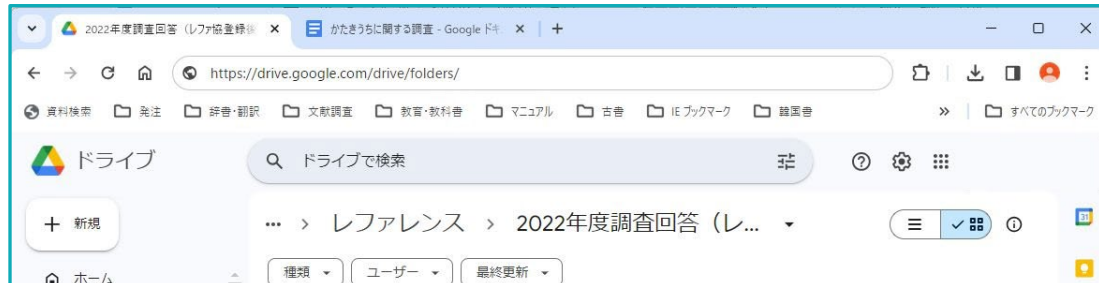 2022年度調査回答（レファ協登録
かたきうちに関する調査 - Google ドキ
https://drive.google.com/drive/folders/
資料検索 発注 辞書・翻訳 文献調査 教育・教科書 マニュアル 古書 IE ブックマーク 韓国書 » すべてのブックマーク
ドライブ ドライブで検索
+ 新規 ... > レファレンス > 2022年度調査回答（レ...
ホーム 種類 ユーザー 最終更新